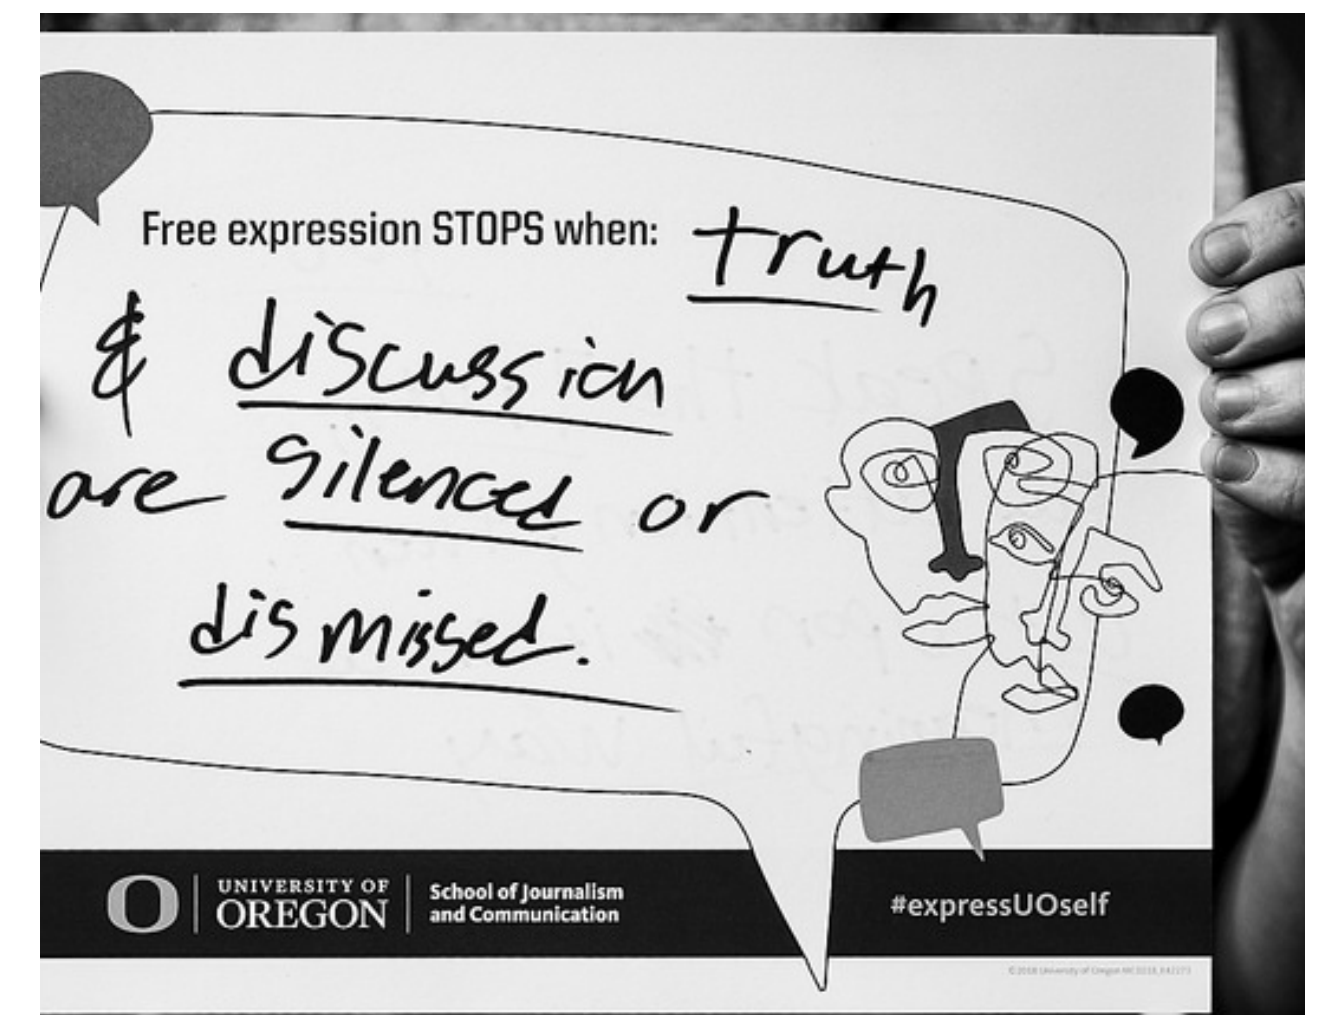 Free expression STOPS when: truth
& discussion
are silenced or
dismissed.
UNIVERSITY OF
OREGON
School of Journalism
and Communication
#expressUOself